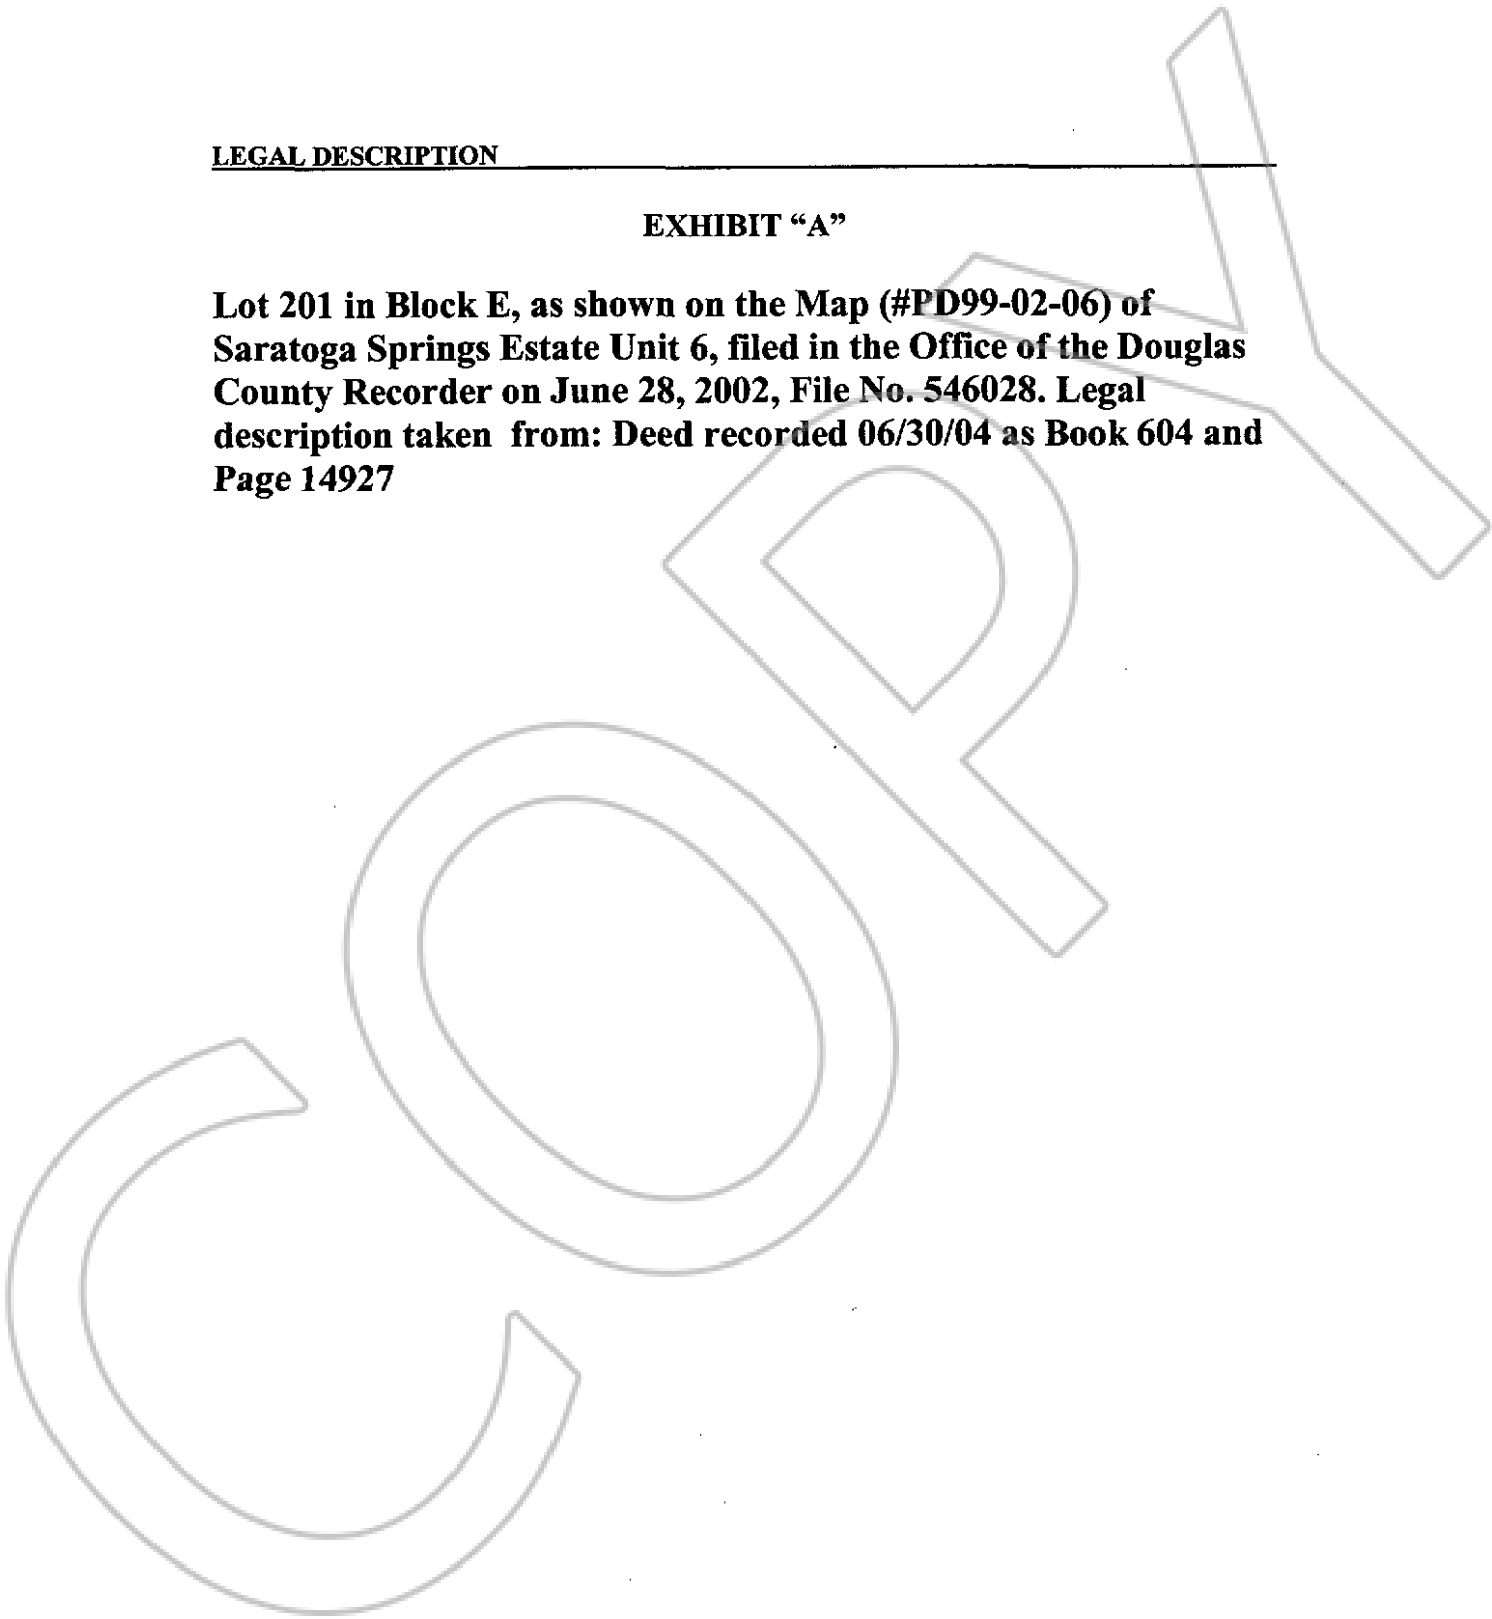 LEGAL DESCRIPTION
EXHIBIT “A”
Lot 201 in Block E, as shown on the Map (#PD99-02-06) of
Saratoga Springs Estate Unit 6, filed in the Office of the Douglas
County Recorder on June 28, 2002, File No. 546028. Legal
description taken from: Deed recorded 06/30/04 as Book 604 and
Page 14927
COPY